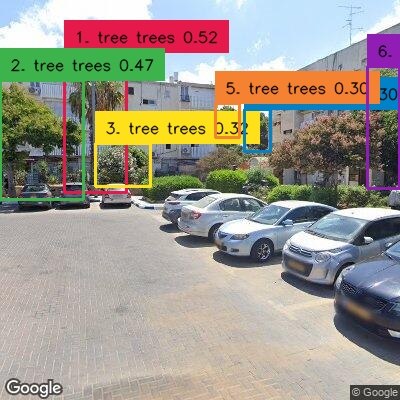 1. tree trees 0.52
2. tree trees 0.47
6.
5. tree trees 0.30
30
3. tree trees 0.32
Google
© Google